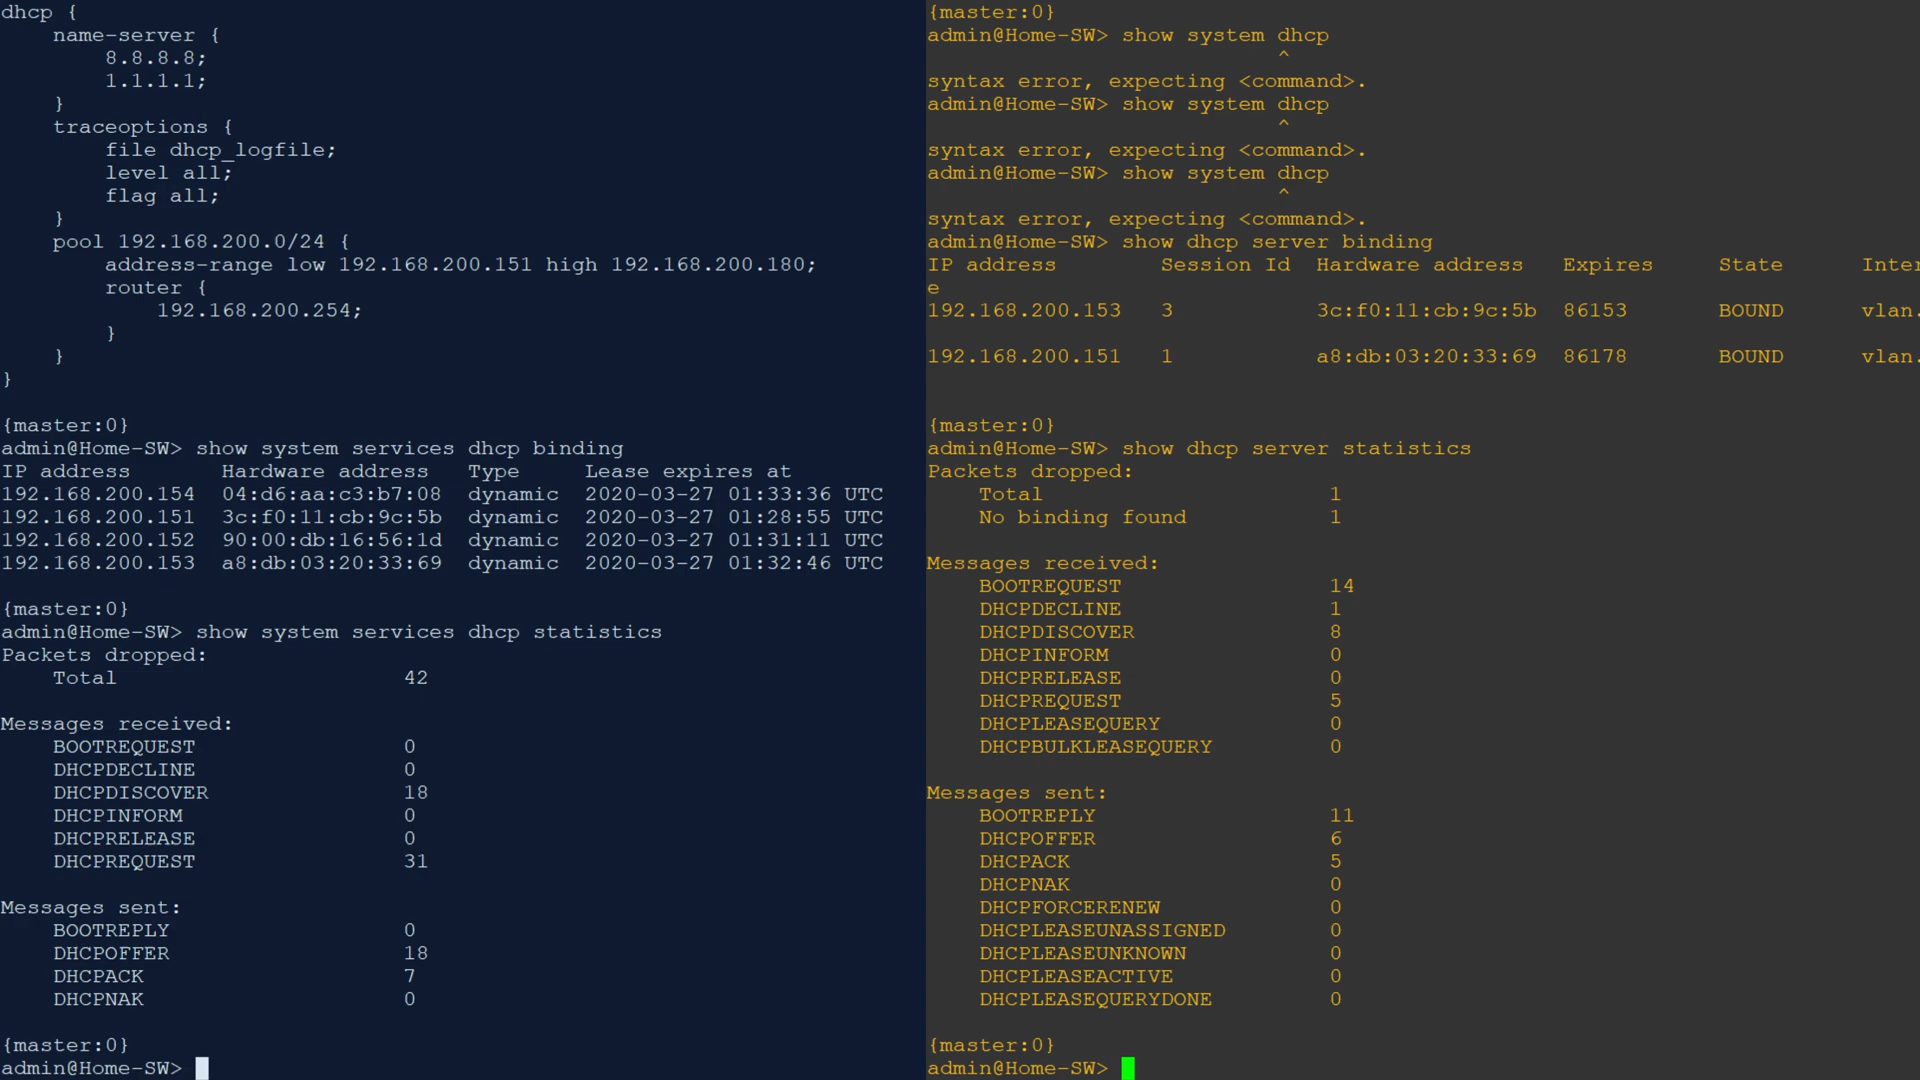 dhcp {
name-server {
8.8.8.8;
1.1.1.1;
}
traceoptions {
file dhcp_logfile;
level all;
flag all;
}
pool 192.168.200.0/24 {
address-range low 192.168.200.151 high 192.168.200.180;
router {
192.168.200.254;
}
}
}
{master:0}
admin@Home-SW> show system services dhcp binding
IP address Hardware address Type Lease expires at
192.168.200.154 04:d6:aa:c3:b7:08 dynamic 2020-03-27 01:33:36 UTC
192.168.200.151 3c:f0:11:cb:9c:5b dynamic 2020-03-27 01:28:55 UTC
192.168.200.152 90:00:db:16:56:1d dynamic 2020-03-27 01:31:11 UTC
192.168.200.153 a8:db:03:20:33:69 dynamic 2020-03-27 01:32:46 UTC
{master:0}
admin@Home-SW> show system services dhcp statistics
Packets dropped:
Total 42
Messages received:
BOOTREQUEST 0
DHCPDECLINE 0
DHCPDISCOVER 18
DHCPINFORM 0
DHCPRELEASE 0
DHCPREQUEST 31
Messages sent:
BOOTREPLY 0
DHCPOFFER 18
DHCPACK 7
DHCPNAK 0
{master:0}
admin@Home-SW>
{master:0}
admin@Home-SW> show system dhcp
^
syntax error, expecting <command>.
admin@Home-SW> show system dhcp
^
syntax error, expecting <command>.
admin@Home-SW> show system dhcp
^
syntax error, expecting <command>.
admin@Home-SW> show dhcp server binding
IP address Session Id Hardware address Expires State Inter
e
192.168.200.153 3 3c:f0:11:cb:9c:5b 86153 BOUND vlan.
192.168.200.151 1 a8:db:03:20:33:69 86178 BOUND vlan.
{master:0}
admin@Home-SW> show dhcp server statistics
Packets dropped:
Total 1
No binding found 1
Messages received:
BOOTREQUEST 14
DHCPDECLINE 1
DHCPDISCOVER 8
DHCPINFORM 0
DHCPRELEASE 0
DHCPREQUEST 5
DHCPLEASEQUERY 0
DHCPBULKLEASEQUERY 0
Messages sent:
BOOTREPLY 11
DHCPOFFER 6
DHCPACK 5
DHCPNAK 0
DHCPFORCERENEW 0
DHCPLEASEUNASSIGNED 0
DHCPLEASEUNKNOWN 0
DHCPLEASEACTIVE 0
DHCPLEASEQUERYDONE 0
{master:0}
admin@Home-SW>